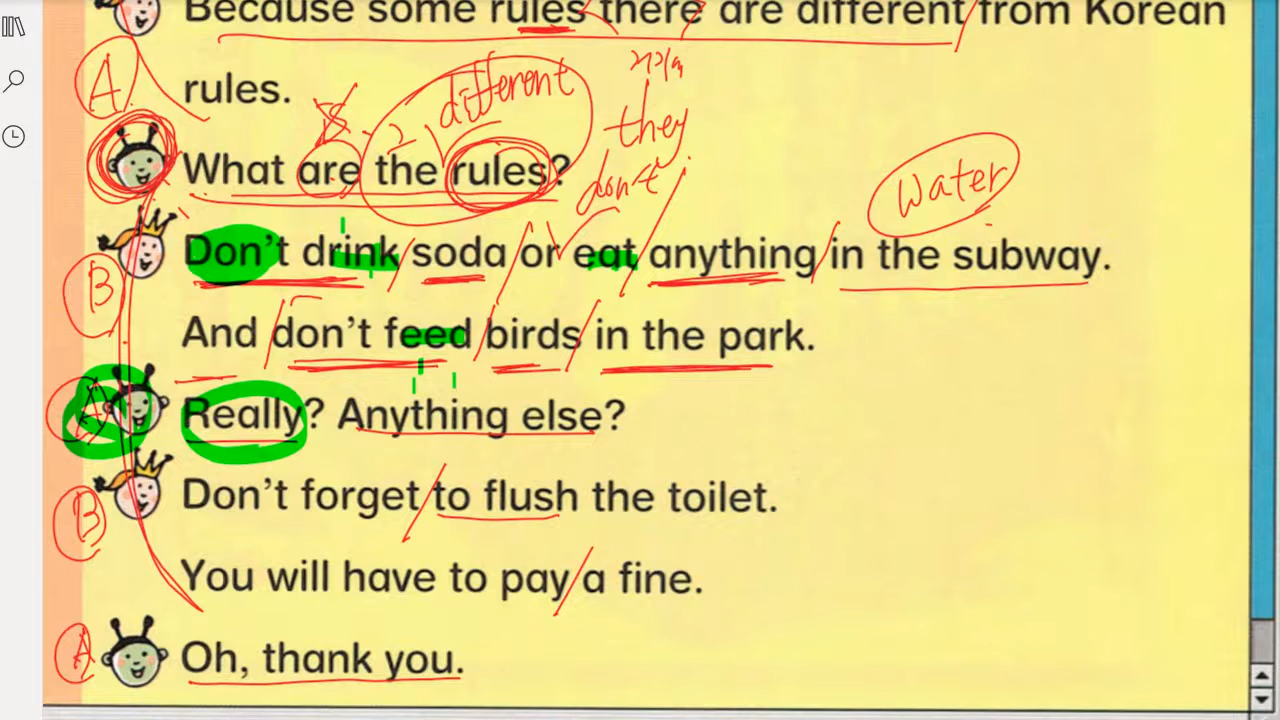 Because some rules there are different from Korean
A
rules.
different
they
don't
Water
What are the rules?
2
B
Don't drink soda or eat anything in the subway.
And don't feed birds in the park.
A
Really? Anything else?
B
Don't forget to flush the toilet.
You will have to pay a fine.
A
Oh, thank you.